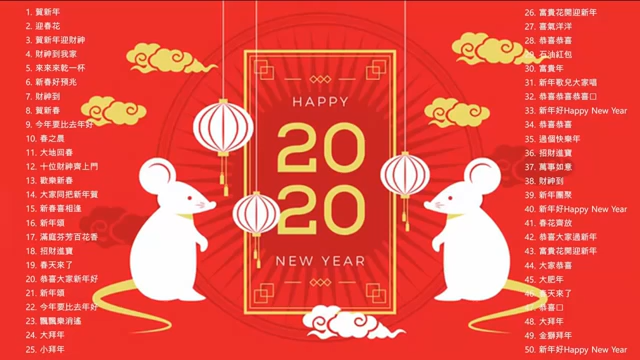 1. 賀新年
2. 迎春花
3. 賀新年迎財神
4. 財神到我家
5. 來來來乾一杯
6. 新春好預兆
7. 財神到
8. 賀新春
9. 今年要比去年好
10. 春之晨
11. 大地回春
12. 十位財神齊上門
13. 歡樂新春
14. 大家同把新年賀
15. 新春喜相逢
16. 新年頌
17. 滿庭芬芳百花香
18. 招財進寶
19. 春天來了
20. 恭喜大家新年好
21. 新年頌
22. 今年要比去年好
23. 飄飄樂逍遙
24. 大拜年
25. 小拜年
HAPPY
20
20
NEW YEAR
26. 富貴花開迎新年
27. 喜氣洋洋
28. 恭喜恭喜
29. 石油紅包
30. 富貴年
31. 新年歌兒大家唱
32. 恭喜恭喜恭喜□
33. 新年好Happy New Year
34. 恭喜恭喜
35. 過個快樂年
36. 招財進寶
37. 萬事如意
38. 財神到
39. 新年團聚
40. 新年好Happy New Year
41. 春花齊放
42. 恭喜大家過新年
43. 富貴花開迎新年
44. 大家恭喜
45. 大肥年
46. 春天來了
47. 恭喜□
48. 大拜年
49. 金獅拜年
50. 新年好Happy New Year